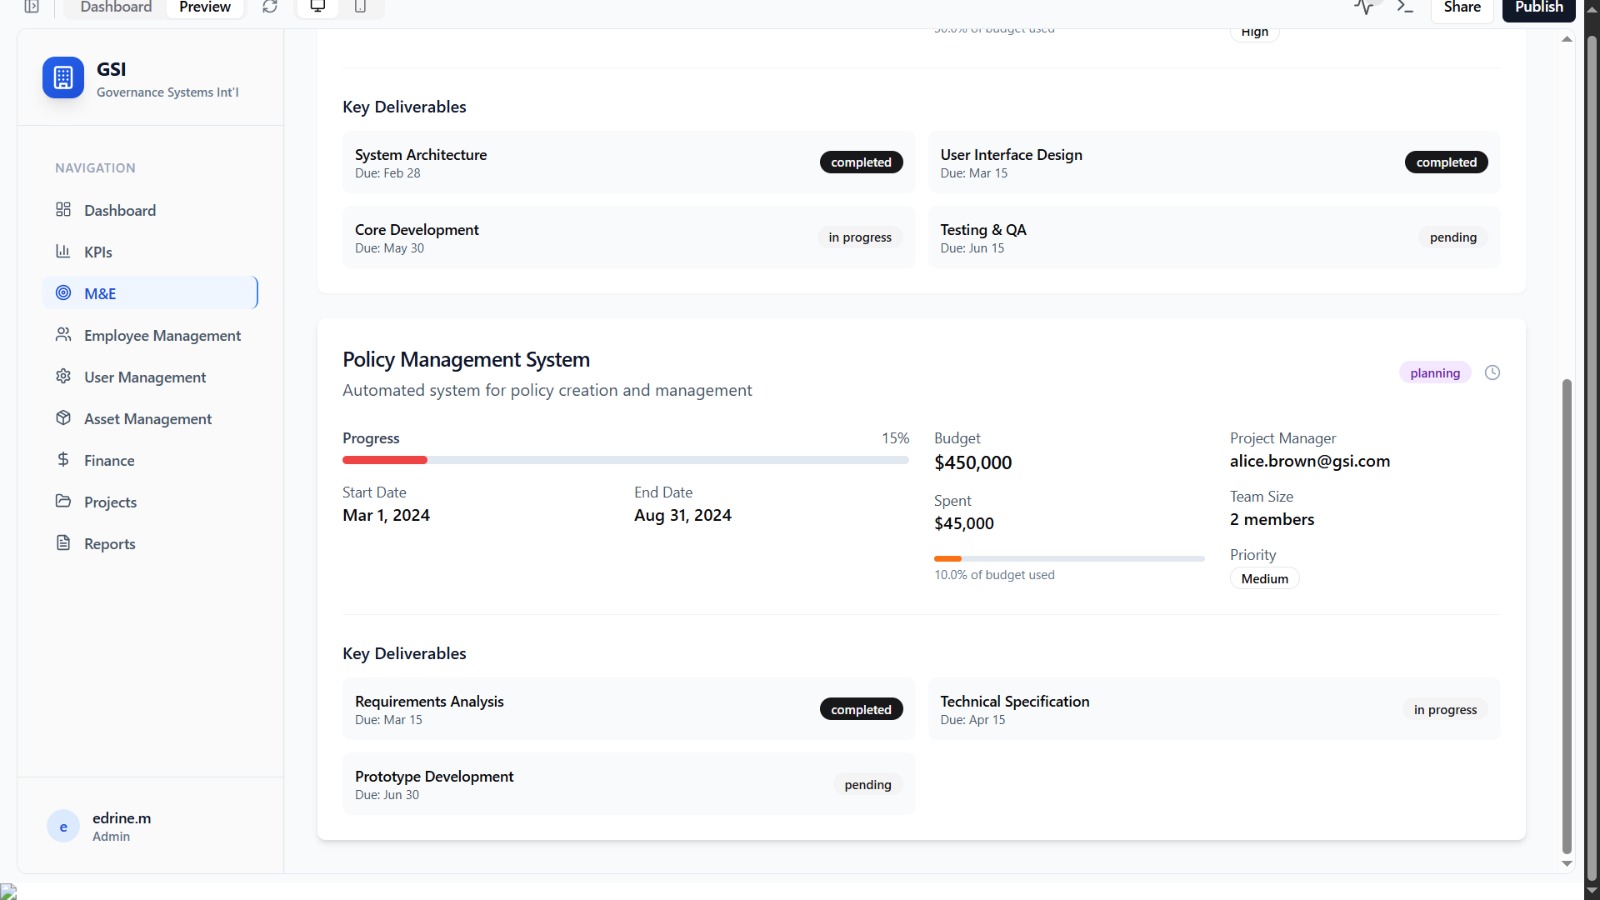 Dashboard
Preview
Share
Publish
GSI
Governance Systems Int'l
NAVIGATION
Dashboard
KPIs
M&E
Employee Management
User Management
Asset Management
Finance
Projects
Reports
edrine.m
e
Admin
of budget used
High
Key Deliverables
System Architecture
Due: Feb 28
completed
User Interface Design
Due: Mar 15
completed
Core Development
Due: May 30
in progress
Testing & QA
Due: Jun 15
pending
Policy Management System
Automated system for policy creation and management
planning
Progress
15%
Start Date
Mar 1, 2024
End Date
Aug 31, 2024
Budget
$450,000
Spent
$45,000
10.0% of budget used
Project Manager
alice.brown@gsi.com
Team Size
2 members
Priority
Medium
Key Deliverables
Requirements Analysis
Due: Mar 15
completed
Technical Specification
Due: Apr 15
in progress
Prototype Development
Due: Jun 30
pending